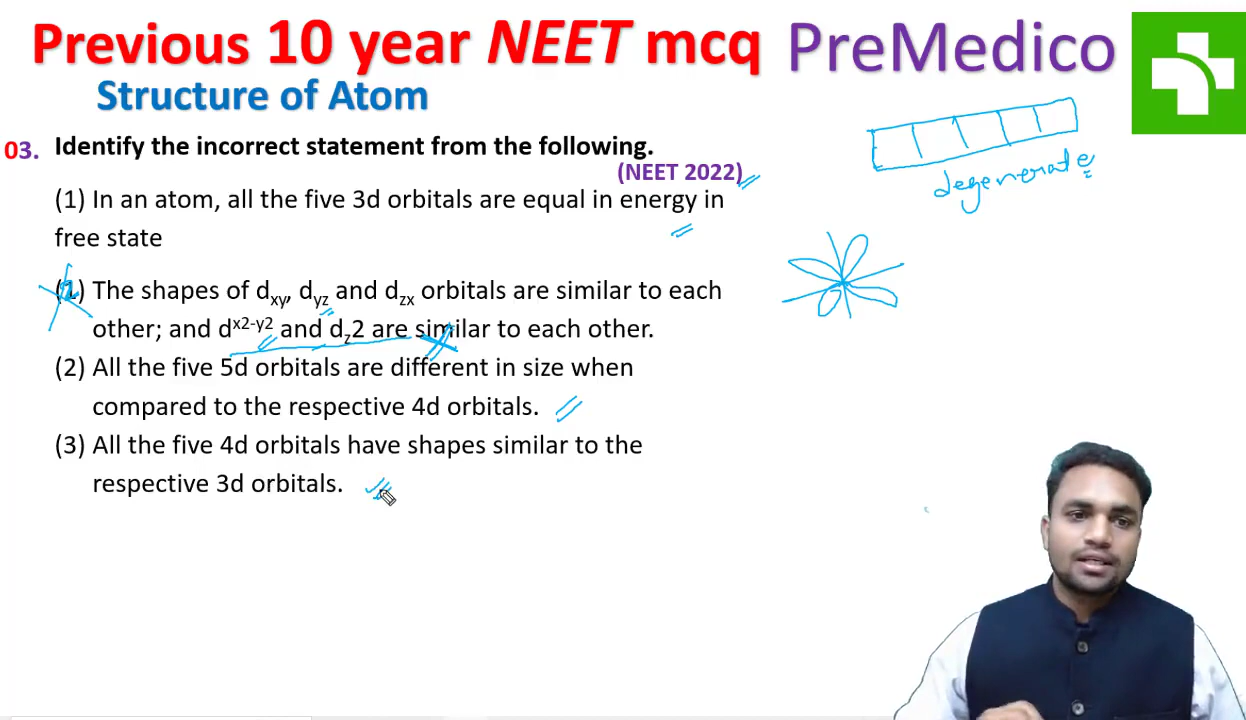 Previous 10 year NEET mcq PreMedico
Structure of Atom
03. Identify the incorrect statement from the following.
(NEET 2022)
(1) In an atom, all the five 3d orbitals are equal in energy in
free state
(1) The shapes of dxy, dyz and dzx orbitals are similar to each
other; and dx2-y2 and dz2 are similar to each other.
(2) All the five 5d orbitals are different in size when
compared to the respective 4d orbitals.
(3) All the five 4d orbitals have shapes similar to the
respective 3d orbitals.
degenerate